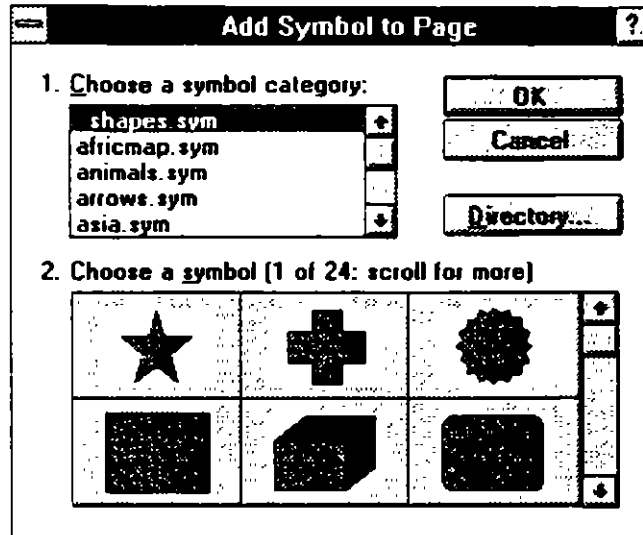 Add Symbol to Page ?
1. Choose a symbol category:
shapes.sym
africmap.sym
animals.sym
arrows.sym
asia.sym
OK
Cancel
Directory...
2. Choose a symbol (1 of 24: scroll for more)